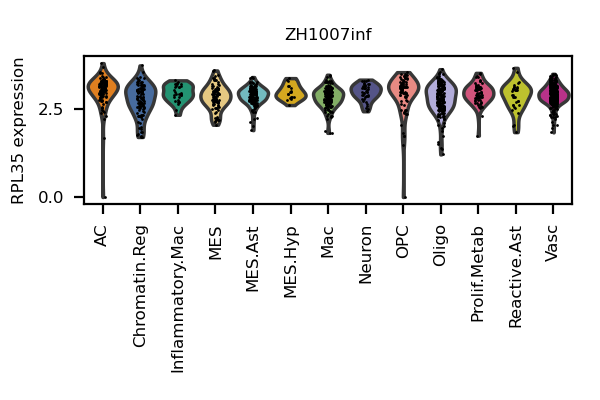 ZH1007inf
RPL35 expression
2.5
0.0
AC
Chromatin.Reg
Inflammatory.Mac
MES
MES.Ast
MES.Hyp
Mac
Neuron
OPC
Oligo
Prolif.Metab
Reactive.Ast
Vasc